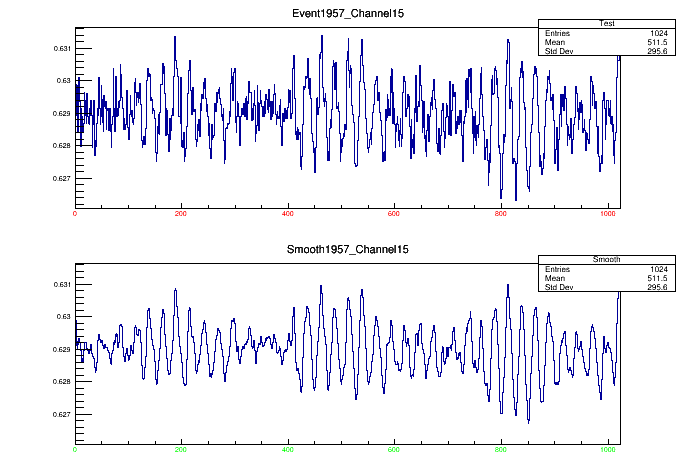 Event1957_Channel15
Test
Entries 1024
Mean 511.5
Std Dev 295.6
0.631
0.63
0.629
0.628
0.627
0 200 400 600 800 1000
Smooth1957_Channel15
Smooth
Entries 1024
Mean 511.5
Std Dev 295.6
0.631
0.63
0.629
0.628
0.627
0 200 400 600 800 1000